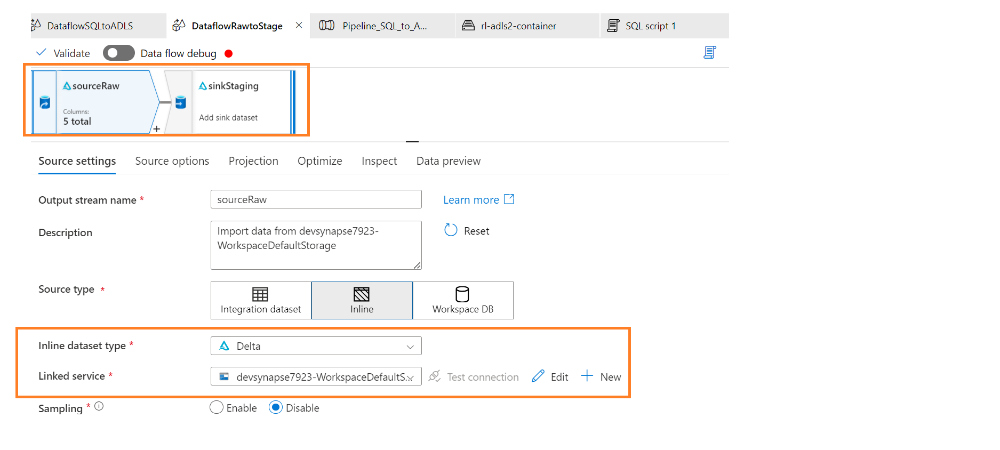 DataflowSQLtoADLS DataflowRawtoStage Pipeline_SQL_to_A... rl-adls2-container SQL script 1
Validate Data flow debug
sourceRaw sinkStaging
Columns:
5 total
Add sink dataset
Source settings Source options Projection Optimize Inspect Data preview
Output stream name * sourceRaw Learn more
Description Import data from devsynapse7923-
WorkspaceDefaultStorage
Reset
Source type *
Integration dataset Inline Workspace DB
Inline dataset type * Delta
Linked service * devsynapse7923-WorkspaceDefaultS... Test connection Edit New
Sampling * Enable Disable